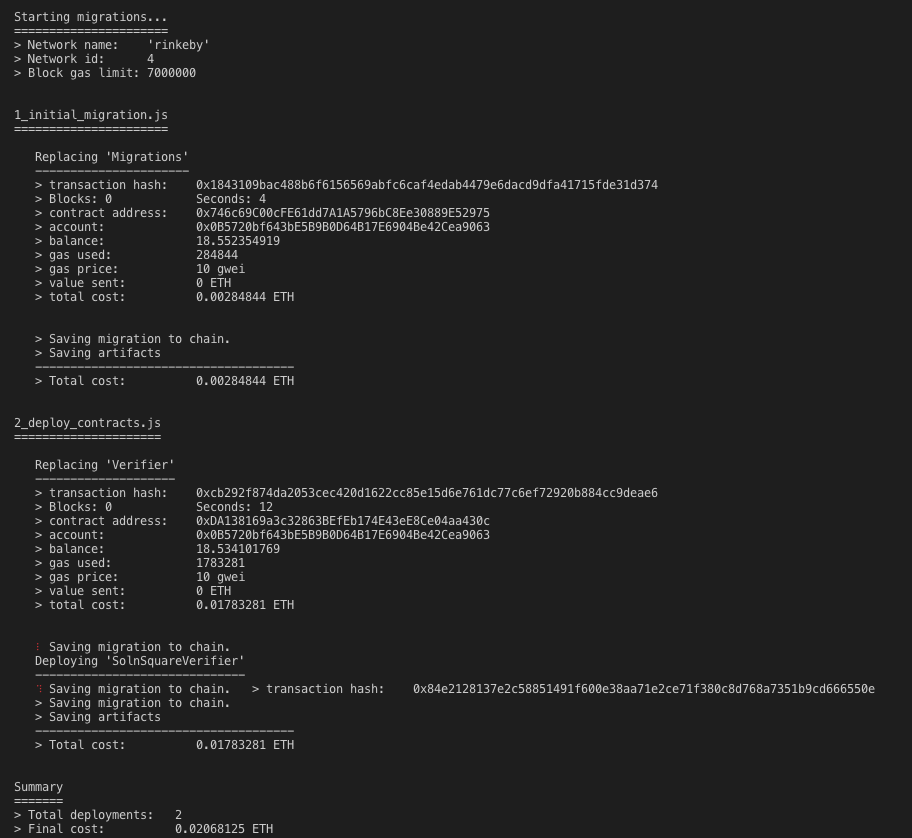 Starting migrations...
======================
> Network name:    'rinkeby'
> Network id:      4
> Block gas limit: 7000000
1_initial_migration.js
======================
Replacing 'Migrations'
----------------------
> transaction hash:    0x1843109bac488b6f6156569abfc6caf4edab4479e6dacd9dfa41715fde31d374
> Blocks: 0            Seconds: 4
> contract address:    0x746c69C00cFE61dd7A1A5796bC8Ee30889E52975
> account:             0x0B5720bf643bE5B9B0D64B17E6904Be42Cea9063
> balance:             18.552354919
> gas used:            284844
> gas price:           10 gwei
> value sent:          0 ETH
> total cost:          0.00284844 ETH
> Saving migration to chain.
> Saving artifacts
-------------------------------------
> Total cost:          0.00284844 ETH
2_deploy_contracts.js
=====================
Replacing 'Verifier'
--------------------
> transaction hash:    0xcb292f874da2053cec420d1622cc85e15d6e761dc77c6ef72920b884cc9deae6
> Blocks: 0            Seconds: 12
> contract address:    0xDA138169a3c32863BEfEb174E43eE8Ce04aa430c
> account:             0x0B5720bf643bE5B9B0D64B17E6904Be42Cea9063
> balance:             18.534101769
> gas used:            1783281
> gas price:           10 gwei
> value sent:          0 ETH
> total cost:          0.01783281 ETH
Saving migration to chain.
Deploying 'SolnSquareVerifier'
------------------------------
Saving migration to chain.   > transaction hash:    0x84e2128137e2c58851491f600e38aa71e2ce71f380c8d768a7351b9cd666550e
> Saving migration to chain.
> Saving artifacts
-------------------------------------
> Total cost:          0.01783281 ETH
Summary
=======
> Total deployments:   2
> Final cost:          0.02068125 ETH